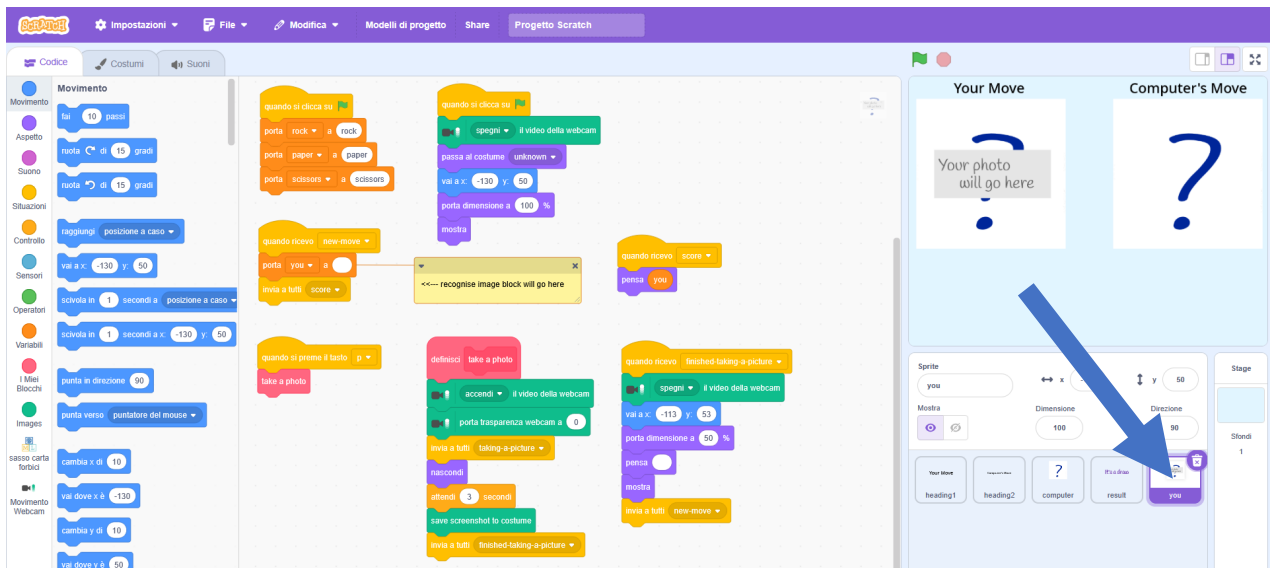 SCRATCH
Impostazioni
File
Modifica
Modelli di progetto
Share
Progetto Scratch
Codice
Costumi
Suoni
Movimento
Aspetto
Suono
Situazioni
Controllo
Sensori
Operatori
Variabili
I Miei
Blocchi
Images
sasso carta
forbici
Movimento
Webcam
Movimento
fai 10 passi
ruota di 15 gradi
ruota di 15 gradi
raggiungi posizione a caso
vai a x: -130 y: 50
scivola in 1 secondi a posizione a caso
scivola in 1 secondi a x: -130 y: 50
punta in direzione 90
punta verso puntatore del mouse
cambia x di 10
vai dove x è -130
cambia y di 10
vai dove y è 50
quando si clicca su
porta rock a rock
porta paper a paper
porta scissors a scissors
quando ricevo new-move
porta you a
invia a tutti score
quando si preme il tasto p
take a photo
quando si clicca su
spegni il video della webcam
passa al costume unknown
vai a x: -130 y: 50
porta dimensione a 100 %
mostra
<<--- recognise image block will go here
definisci take a photo
accendi il video della webcam
porta trasparenza webcam a 0
invia a tutti taking-a-picture
nascondi
attendi 3 secondi
save screenshot to costume
invia a tutti finished-taking-a-picture
quando ricevo score
pensa you
quando ricevo finished-taking-a-picture
spegni il video della webcam
vai a x: -113 y: 53
porta dimensione a 50 %
pensa
mostra
invia a tutti new-move
Your Move
Computer's Move
Your photo
will go here
?
?
Sprite
you
x
y 50
Mostra
Dimensione
100
Direzione
90
Your Move
heading1
heading2
?
computer
It's a draw
result
you
Stage
Sfondi
1